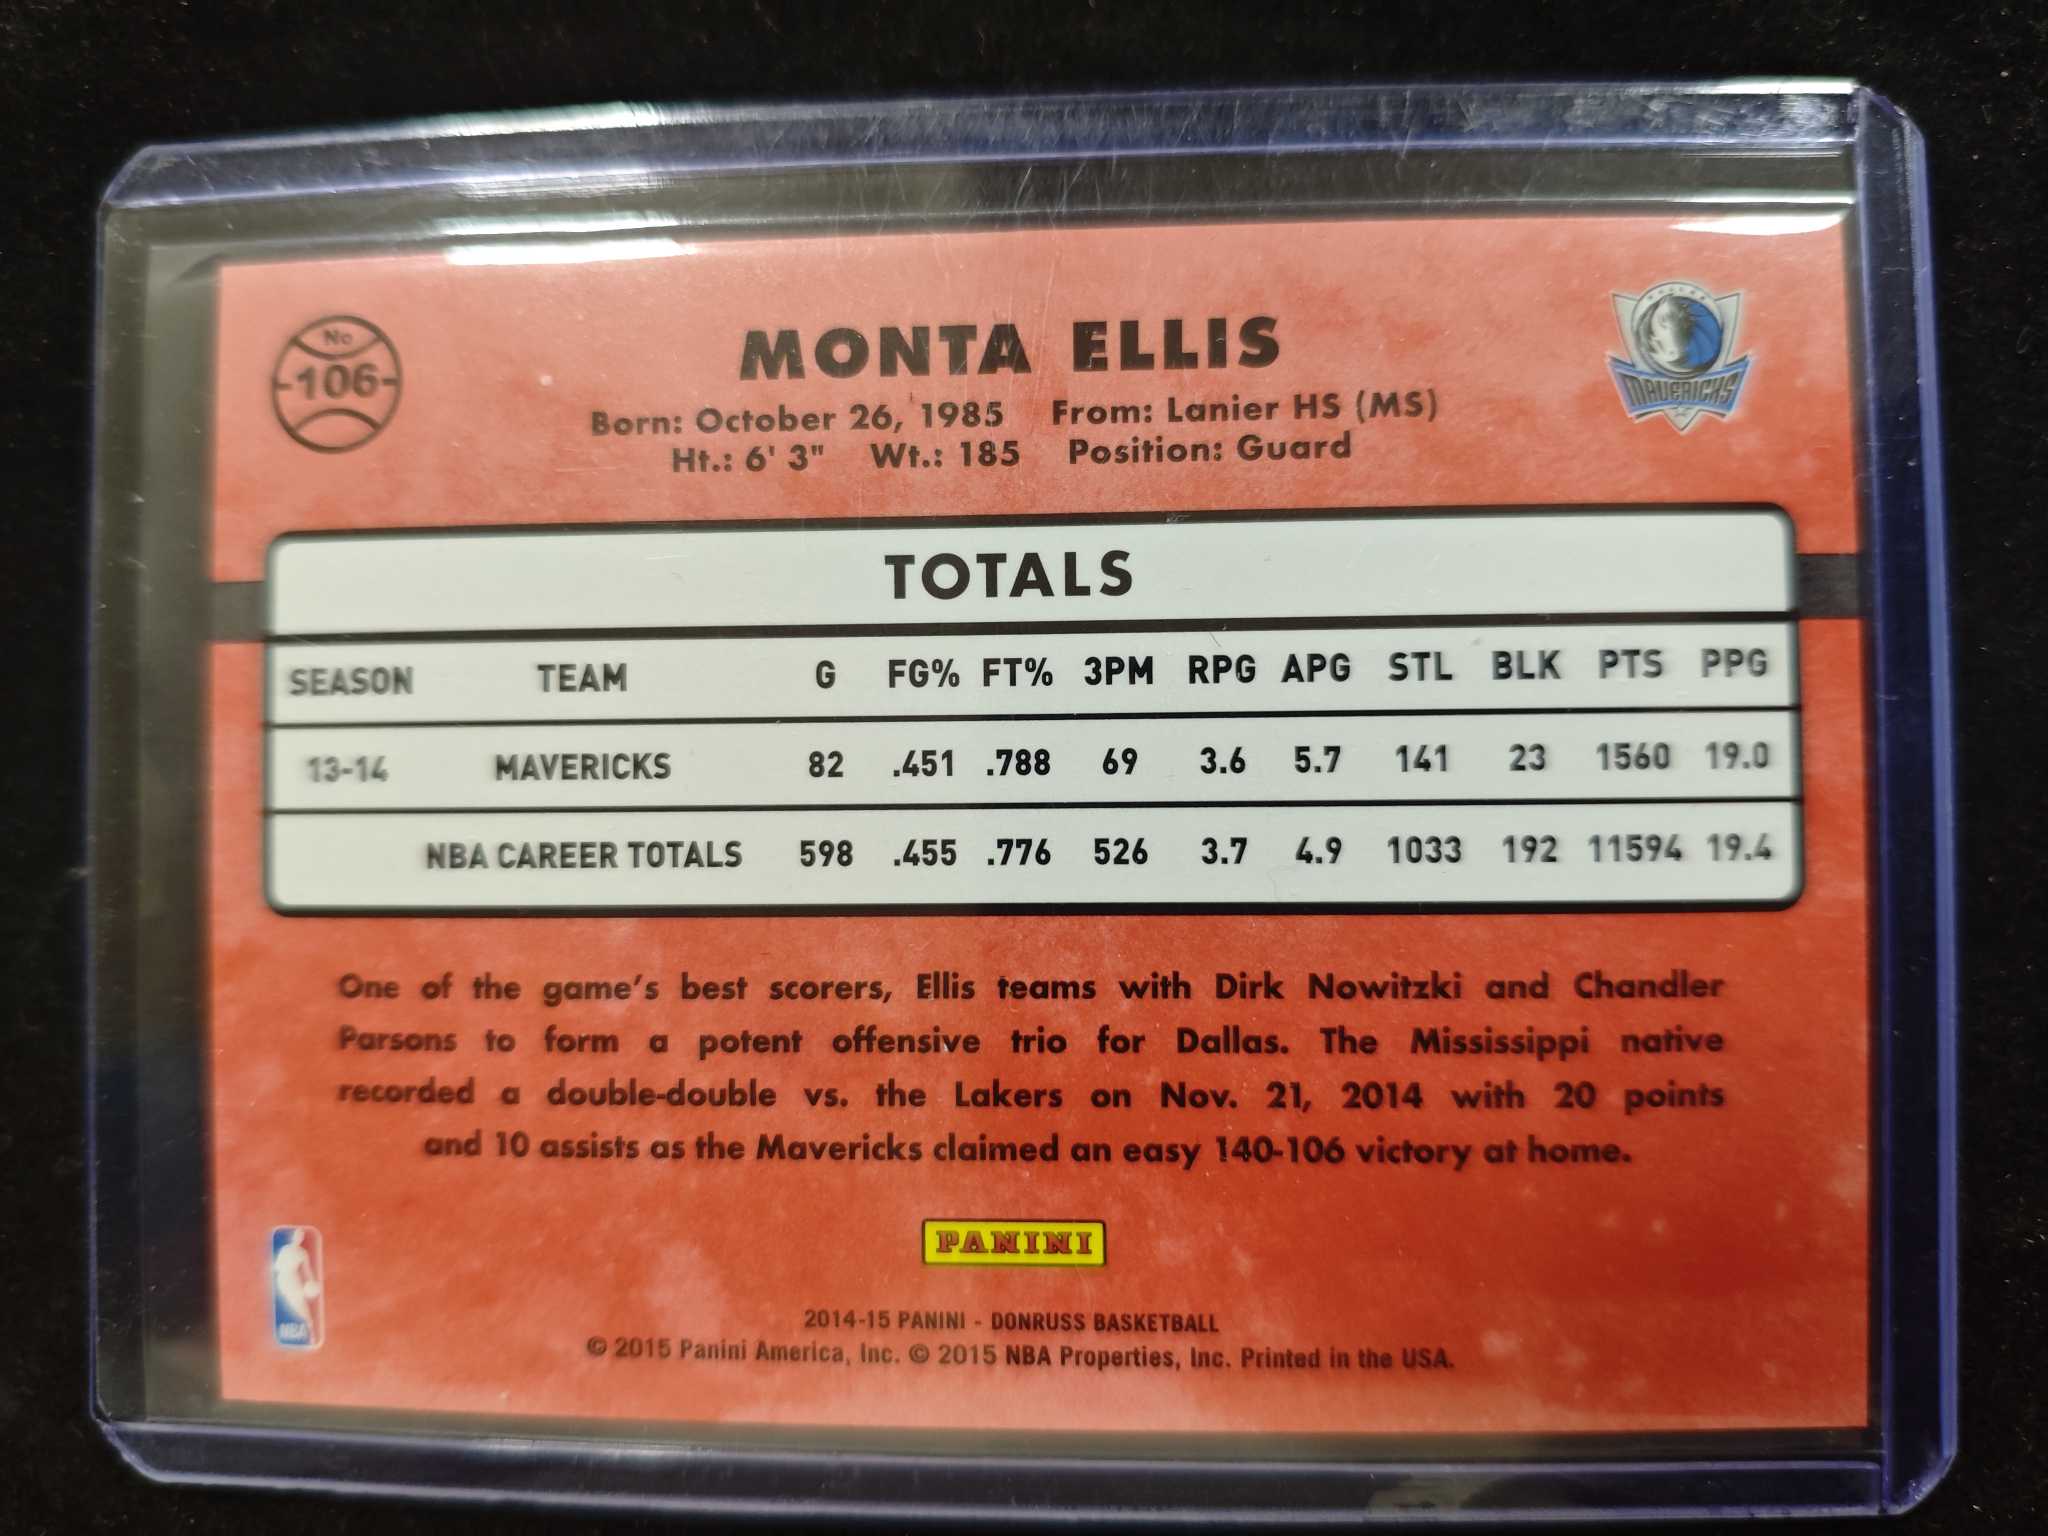 No
106
MONTA ELLIS
Born: October 26, 1985 From: Lanier HS (MS)
Ht.: 6' 3" Wt.: 185 Position: Guard
DALLAS
MAVERICKS
TOTALS
SEASON TEAM G FG% FT% 3PM RPG APG STL BLK PTS PPG
13-14 MAVERICKS 82 .451 .788 69 3.6 5.7 141 23 1560 19.0
NBA CAREER TOTALS 598 .455 .776 526 3.7 4.9 1033 192 11594 19.4
One of the game's best scorers, Ellis teams with Dirk Nowitzki and Chandler
Parsons to form a potent offensive trio for Dallas. The Mississippi native
recorded a double-double vs. the Lakers on Nov. 21, 2014 with 20 points
and 10 assists as the Mavericks claimed an easy 140-106 victory at home.
PANINI
NBA
2014-15 PANINI - DONRUSS BASKETBALL
© 2015 Panini America, Inc. © 2015 NBA Properties, Inc. Printed in the USA.